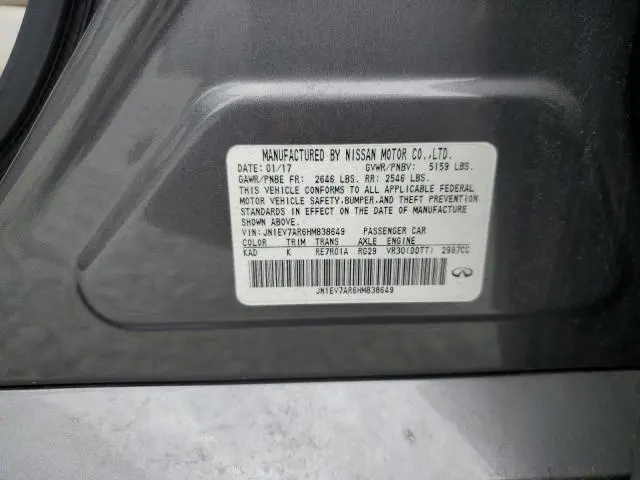 MANUFACTURED BY NISSAN MOTOR CO.,LTD.
DATE: 01/17 GVWR/PNBV: 5159 LBS.
GAWR/PNBE FR: 2646 LBS. RR: 2546 LBS.
THIS VEHICLE CONFORMS TO ALL APPLICABLE FEDERAL
MOTOR VEHICLE SAFETY,BUMPER,AND THEFT PREVENTION
STANDARDS IN EFFECT ON THE DATE OF MANUFACTURE
SHOWN ABOVE.
VIN: JN1EV7AR6HM838649 PASSENGER CAR
COLOR TRIM TRANS AXLE ENGINE
KAD K RE7R01A RG29 VR30(DDTT) 2997CC
JN1EV7AR6HM838649